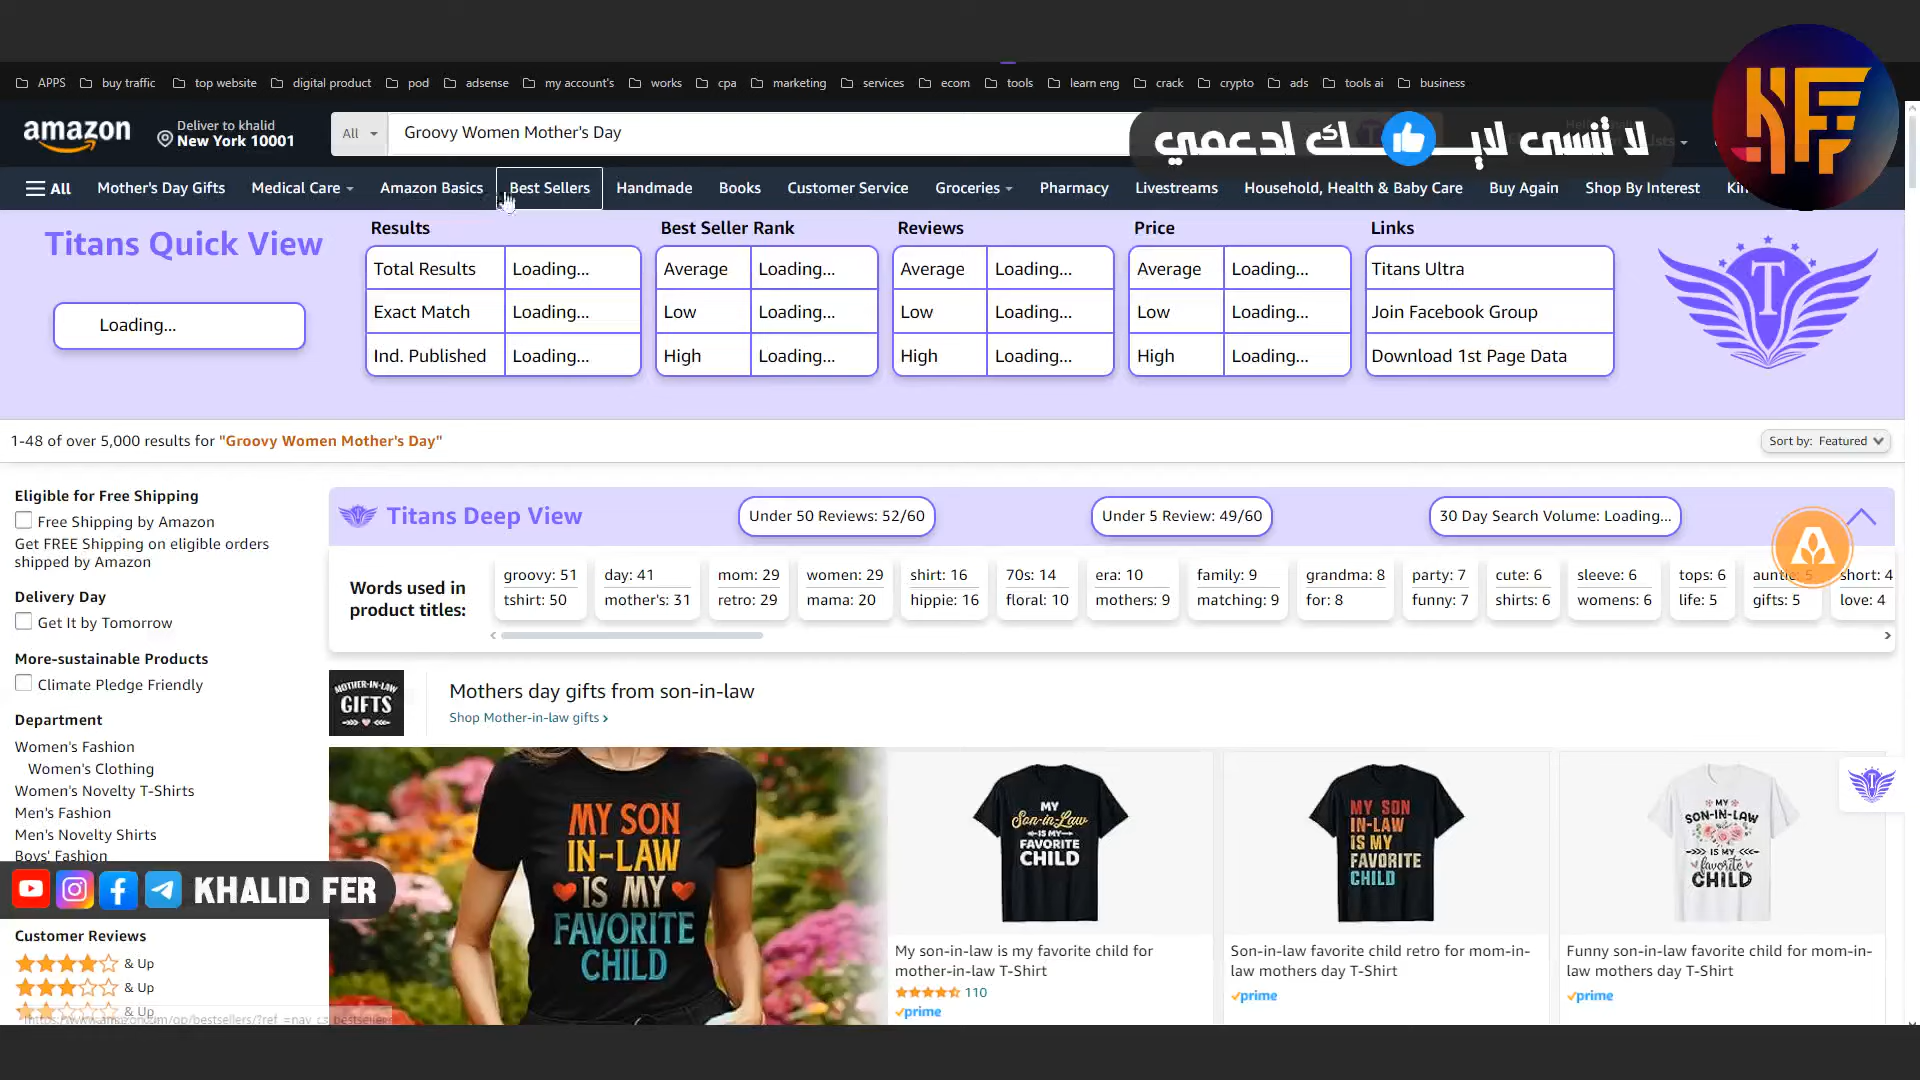 APPS buy traffic top website digital product pod adsense my account's works cpa marketing services ecom tools learn eng crack crypto ads tools ai business
amazon
Deliver to khalid
New York 10001
All
Groovy Women Mother's Day
لا تنسى لايـــك ادعمي
KF
All Mother's Day Gifts Medical Care Amazon Basics Best Sellers Handmade Books Customer Service Groceries Pharmacy Livestreams Household, Health & Baby Care Buy Again Shop By Interest
Titans Quick View
Loading...
Results
Total Results Loading...
Exact Match Loading...
Ind. Published Loading...
Best Seller Rank
Average Loading...
Low Loading...
High Loading...
Reviews
Average Loading...
Low Loading...
High Loading...
Price
Average Loading...
Low Loading...
High Loading...
Links
Titans Ultra
Join Facebook Group
Download 1st Page Data
T
1-48 of over 5,000 results for "Groovy Women Mother's Day"
Sort by: Featured
Eligible for Free Shipping
Free Shipping by Amazon
Get FREE Shipping on eligible orders
shipped by Amazon
Delivery Day
Get It by Tomorrow
More-sustainable Products
Climate Pledge Friendly
Department
Women's Fashion
Women's Clothing
Women's Novelty T-Shirts
Men's Fashion
Men's Novelty Shirts
Boys' Fashion
KHALID FER
Customer Reviews
& Up
& Up
& Up
Titans Deep View
Under 50 Reviews: 52/60
Under 5 Review: 49/60
30 Day Search Volume: Loading...
Words used in
product titles:
groovy: 51 day: 41 mom: 29 women: 29 shirt: 16 70s: 14 era: 10 family: 9 grandma: 8 party: 7 cute: 6 sleeve: 6 tops: 6 auntie: 5 short: 4
tshirt: 50 mother's: 31 retro: 29 mama: 20 hippie: 16 floral: 10 mothers: 9 matching: 9 for: 8 funny: 7 shirts: 6 womens: 6 life: 5 gifts: 5 love: 4
MOTHER-IN-LAW
GIFTS
Mothers day gifts from son-in-law
Shop Mother-in-law gifts ›
MY SON
IN-LAW
IS MY
FAVORITE
CHILD
MY
Son-in-Law
IS MY
FAVORITE
CHILD
My son-in-law is my favorite child for
mother-in-law T-Shirt
110
prime
MY SON
IN-LAW
IS MY
FAVORITE
CHILD
Son-in-law favorite child retro for mom-in-
law mothers day T-Shirt
prime
MY
SON-IN-LAW
IS MY
favorite
CHILD
Funny son-in-law favorite child for mom-in-
law mothers day T-Shirt
prime